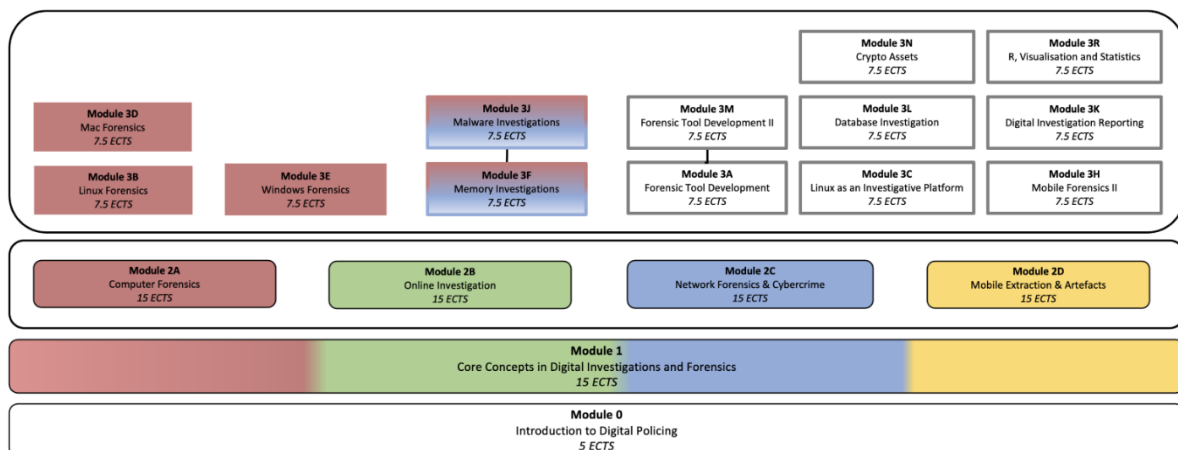 Module 3N
Crypto Assets
7.5 ECTS
Module 3R
R, Visualisation and Statistics
7.5 ECTS
Module 3D
Mac Forensics
7.5 ECTS
Module 3J
Malware Investigations
7.5 ECTS
Module 3M
Forensic Tool Development II
7.5 ECTS
Module 3L
Database Investigation
7.5 ECTS
Module 3K
Digital Investigation Reporting
7.5 ECTS
Module 3B
Linux Forensics
7.5 ECTS
Module 3E
Windows Forensics
7.5 ECTS
Module 3F
Memory Investigations
7.5 ECTS
Module 3A
Forensic Tool Development
7.5 ECTS
Module 3C
Linux as an Investigative Platform
7.5 ECTS
Module 3H
Mobile Forensics II
7.5 ECTS
Module 2A
Computer Forensics
15 ECTS
Module 2B
Online Investigation
15 ECTS
Module 2C
Network Forensics & Cybercrime
15 ECTS
Module 2D
Mobile Extraction & Artefacts
15 ECTS
Module 1
Core Concepts in Digital Investigations and Forensics
15 ECTS
Module 0
Introduction to Digital Policing
5 ECTS